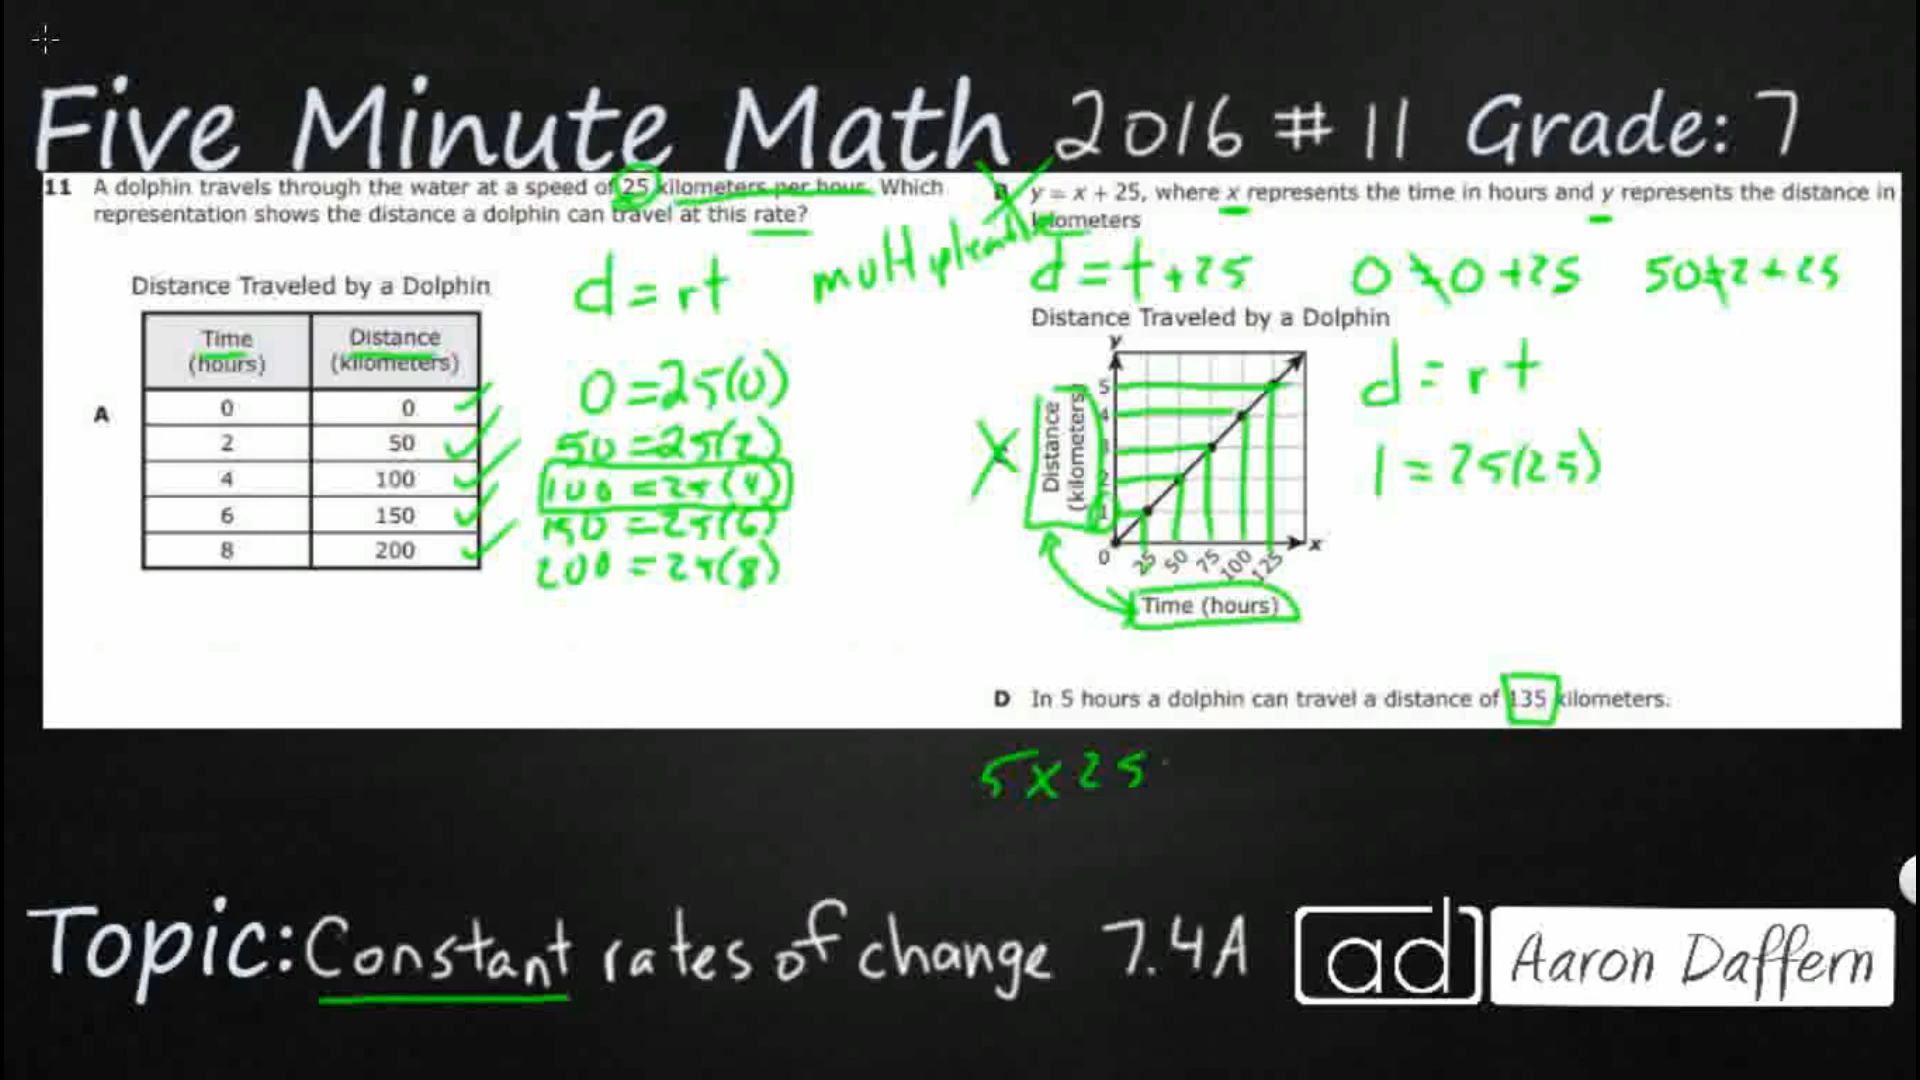 Five Minute Math 2016 #11 Grade: 7
11 A dolphin travels through the water at a speed of 25 kilometers per hour. Which
representation shows the distance a dolphin can travel at this rate?
Distance Traveled by a Dolphin
Time (hours) Distance (kilometers)
A
0 0
2 50
4 100
6 150
8 200
d = rt
0 = 25(0)
50 = 25(2)
100 = 25(4)
150 = 25(6)
200 = 25(8)
B y = x + 25, where x represents the time in hours and y represents the distance in
kilometers
d = t + 25 0 ≠ 0 + 25 50 ≠ 2 + 25
Distance Traveled by a Dolphin
y
Distance
(kilometers)
5
4
3
2
1
0 25 50 75 100 125 x
Time (hours)
X
d = rt
1 = 25(25)
D In 5 hours a dolphin can travel a distance of 135 kilometers.
5 x 25
Topic: Constant rates of change 7.4A
ad Aaron Daffern